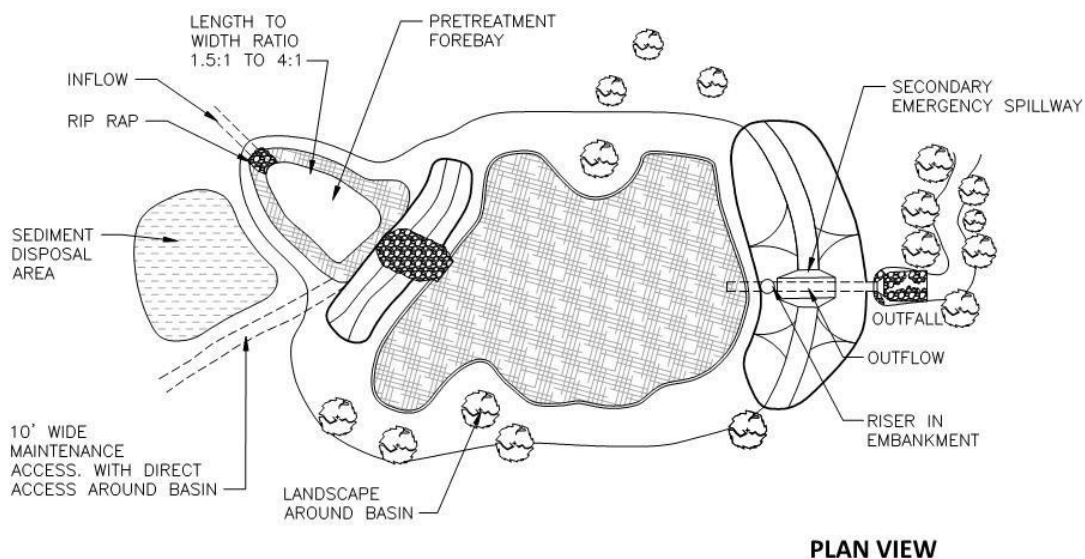 LENGTH TO
WIDTH RATIO
1.5:1 TO 4:1
PRETREATMENT
FOREBAY
INFLOW
RIP RAP
SECONDARY
EMERGENCY SPILLWAY
SEDIMENT
DISPOSAL
AREA
OUTFALL
OUTFLOW
RISER IN
EMBANKMENT
10' WIDE
MAINTENANCE
ACCESS. WITH DIRECT
ACCESS AROUND BASIN
LANDSCAPE
AROUND BASIN
PLAN VIEW